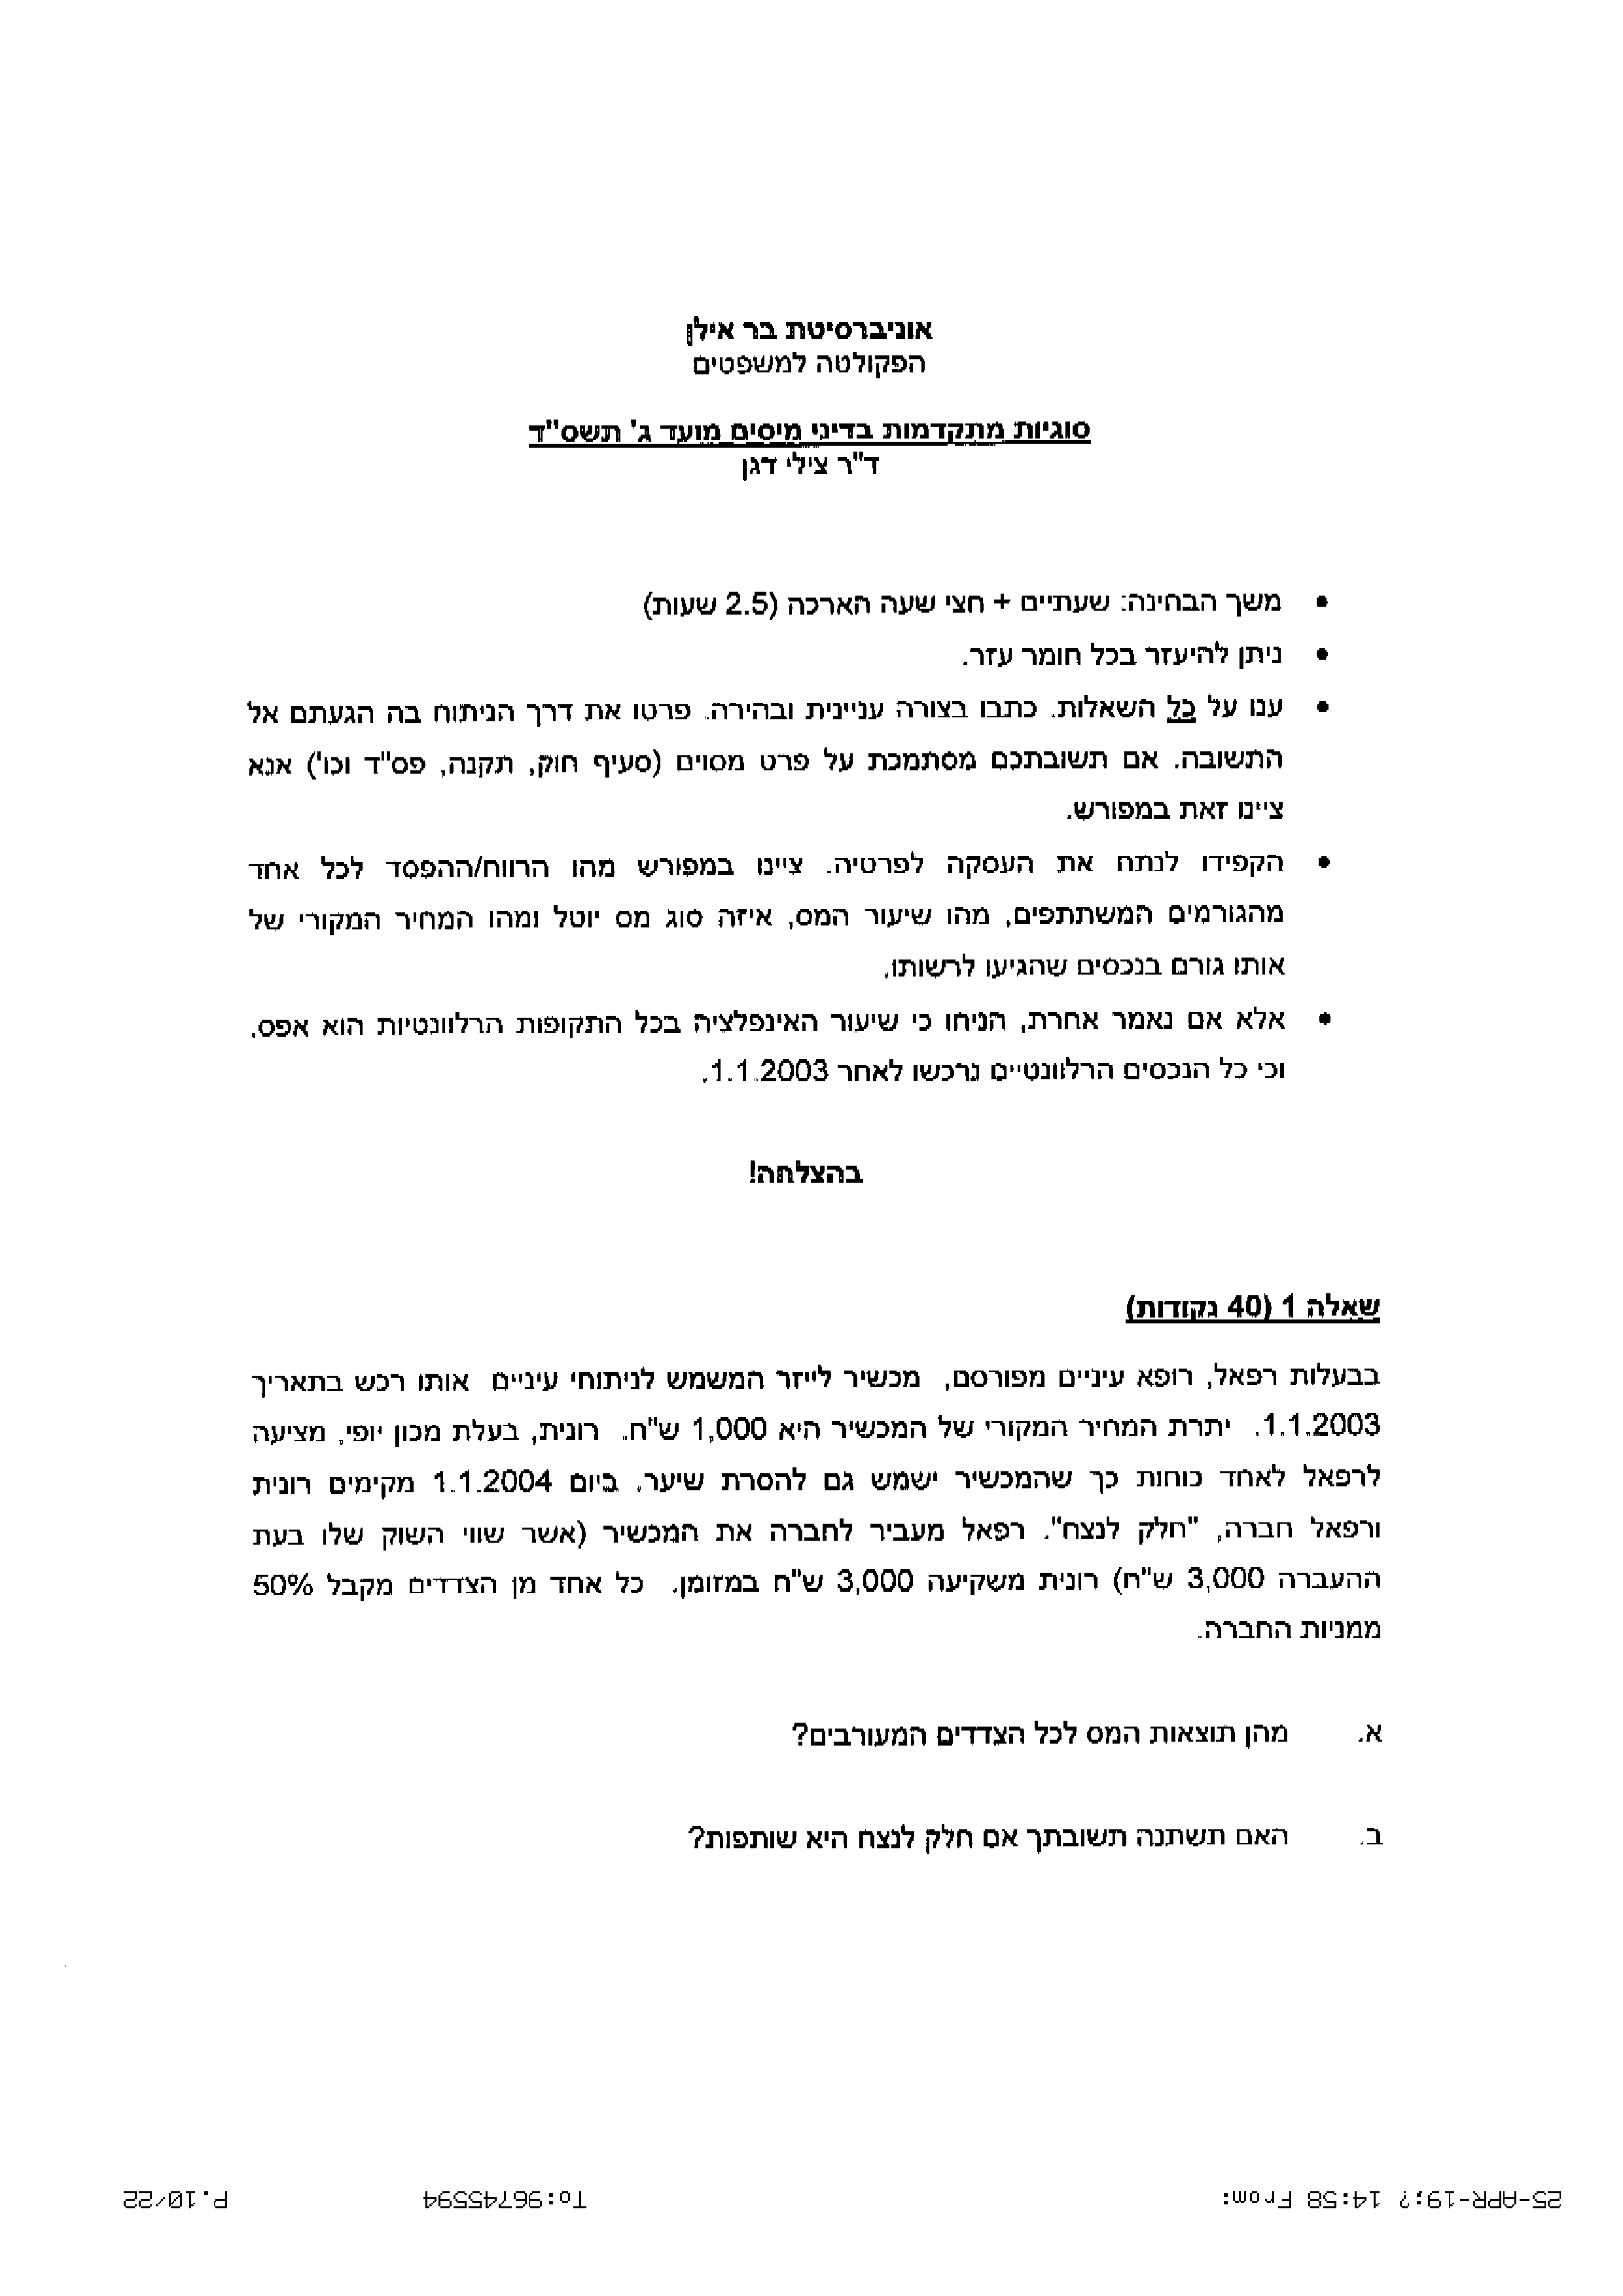 אוניברסיטת בר אילן
הפקולטה למשפטים
סוגיות מתקדמות בדיני מיסים מועד ג' תשס"ד
ד"ר צילי דגן
• משך הבחינה: שעתיים + חצי שעה הארכה (2.5 שעות)
• ניתן להיעזר בכל חומר עזר.
• ענו על כל השאלות. כתבו בצורה עניינית ובהירה. פרטו את דרך הניתוח בה הגעתם אל
התשובה. אם תשובתכם מסתמכת על פרט מסוים (סעיף חוק, תקנה, פס"ד וכו') אנא
ציינו זאת במפורש.
• הקפידו לנתח את העסקה לפרטיה. ציינו במפורש מהו הרווח/ההפסד לכל אחד
מהגורמים המשתתפים, מהו שיעור המס, איזה סוג מס יוטל ומהו המחיר המקורי של
אותו גורם בנכסים שהגיעו לרשותו.
• אלא אם נאמר אחרת, הניחו כי שיעור האינפלציה בכל התקופות הרלוונטיות הוא אפס.
וכי כל הנכסים הרלוונטיים נרכשו לאחר 1.1.2003.
בהצלחה!
שאלה 1 (40 נקודות)
בבעלות רפאל, רופא עיניים מפורסם, מכשיר לייזר המשמש לניתוחי עיניים אותו רכש בתאריך
1.1.2003. יתרת המחיר המקורי של המכשיר היא 1,000 ש"ח. רונית, בעלת מכון יופי, מציעה
לרפאל לאחד כוחות כך שהמכשיר ישמש גם להסרת שיער. ביום 1.1.2004 מקימים רונית
ורפאל חברה, "חלק לנצח". רפאל מעביר לחברה את המכשיר (אשר שווי השוק שלו בעת
ההעברה 3,000 ש"ח) רונית משקיעה 3,000 ש"ח במזומן. כל אחד מן הצדדים מקבל 50%
ממניות החברה.
א. מהן תוצאות המס לכל הצדדים המעורבים?
ב. האם תשתנה תשובתך אם חלק לנצח היא שותפות?
25-APR-19;? 14:58 From: To:96745594 P.10/22